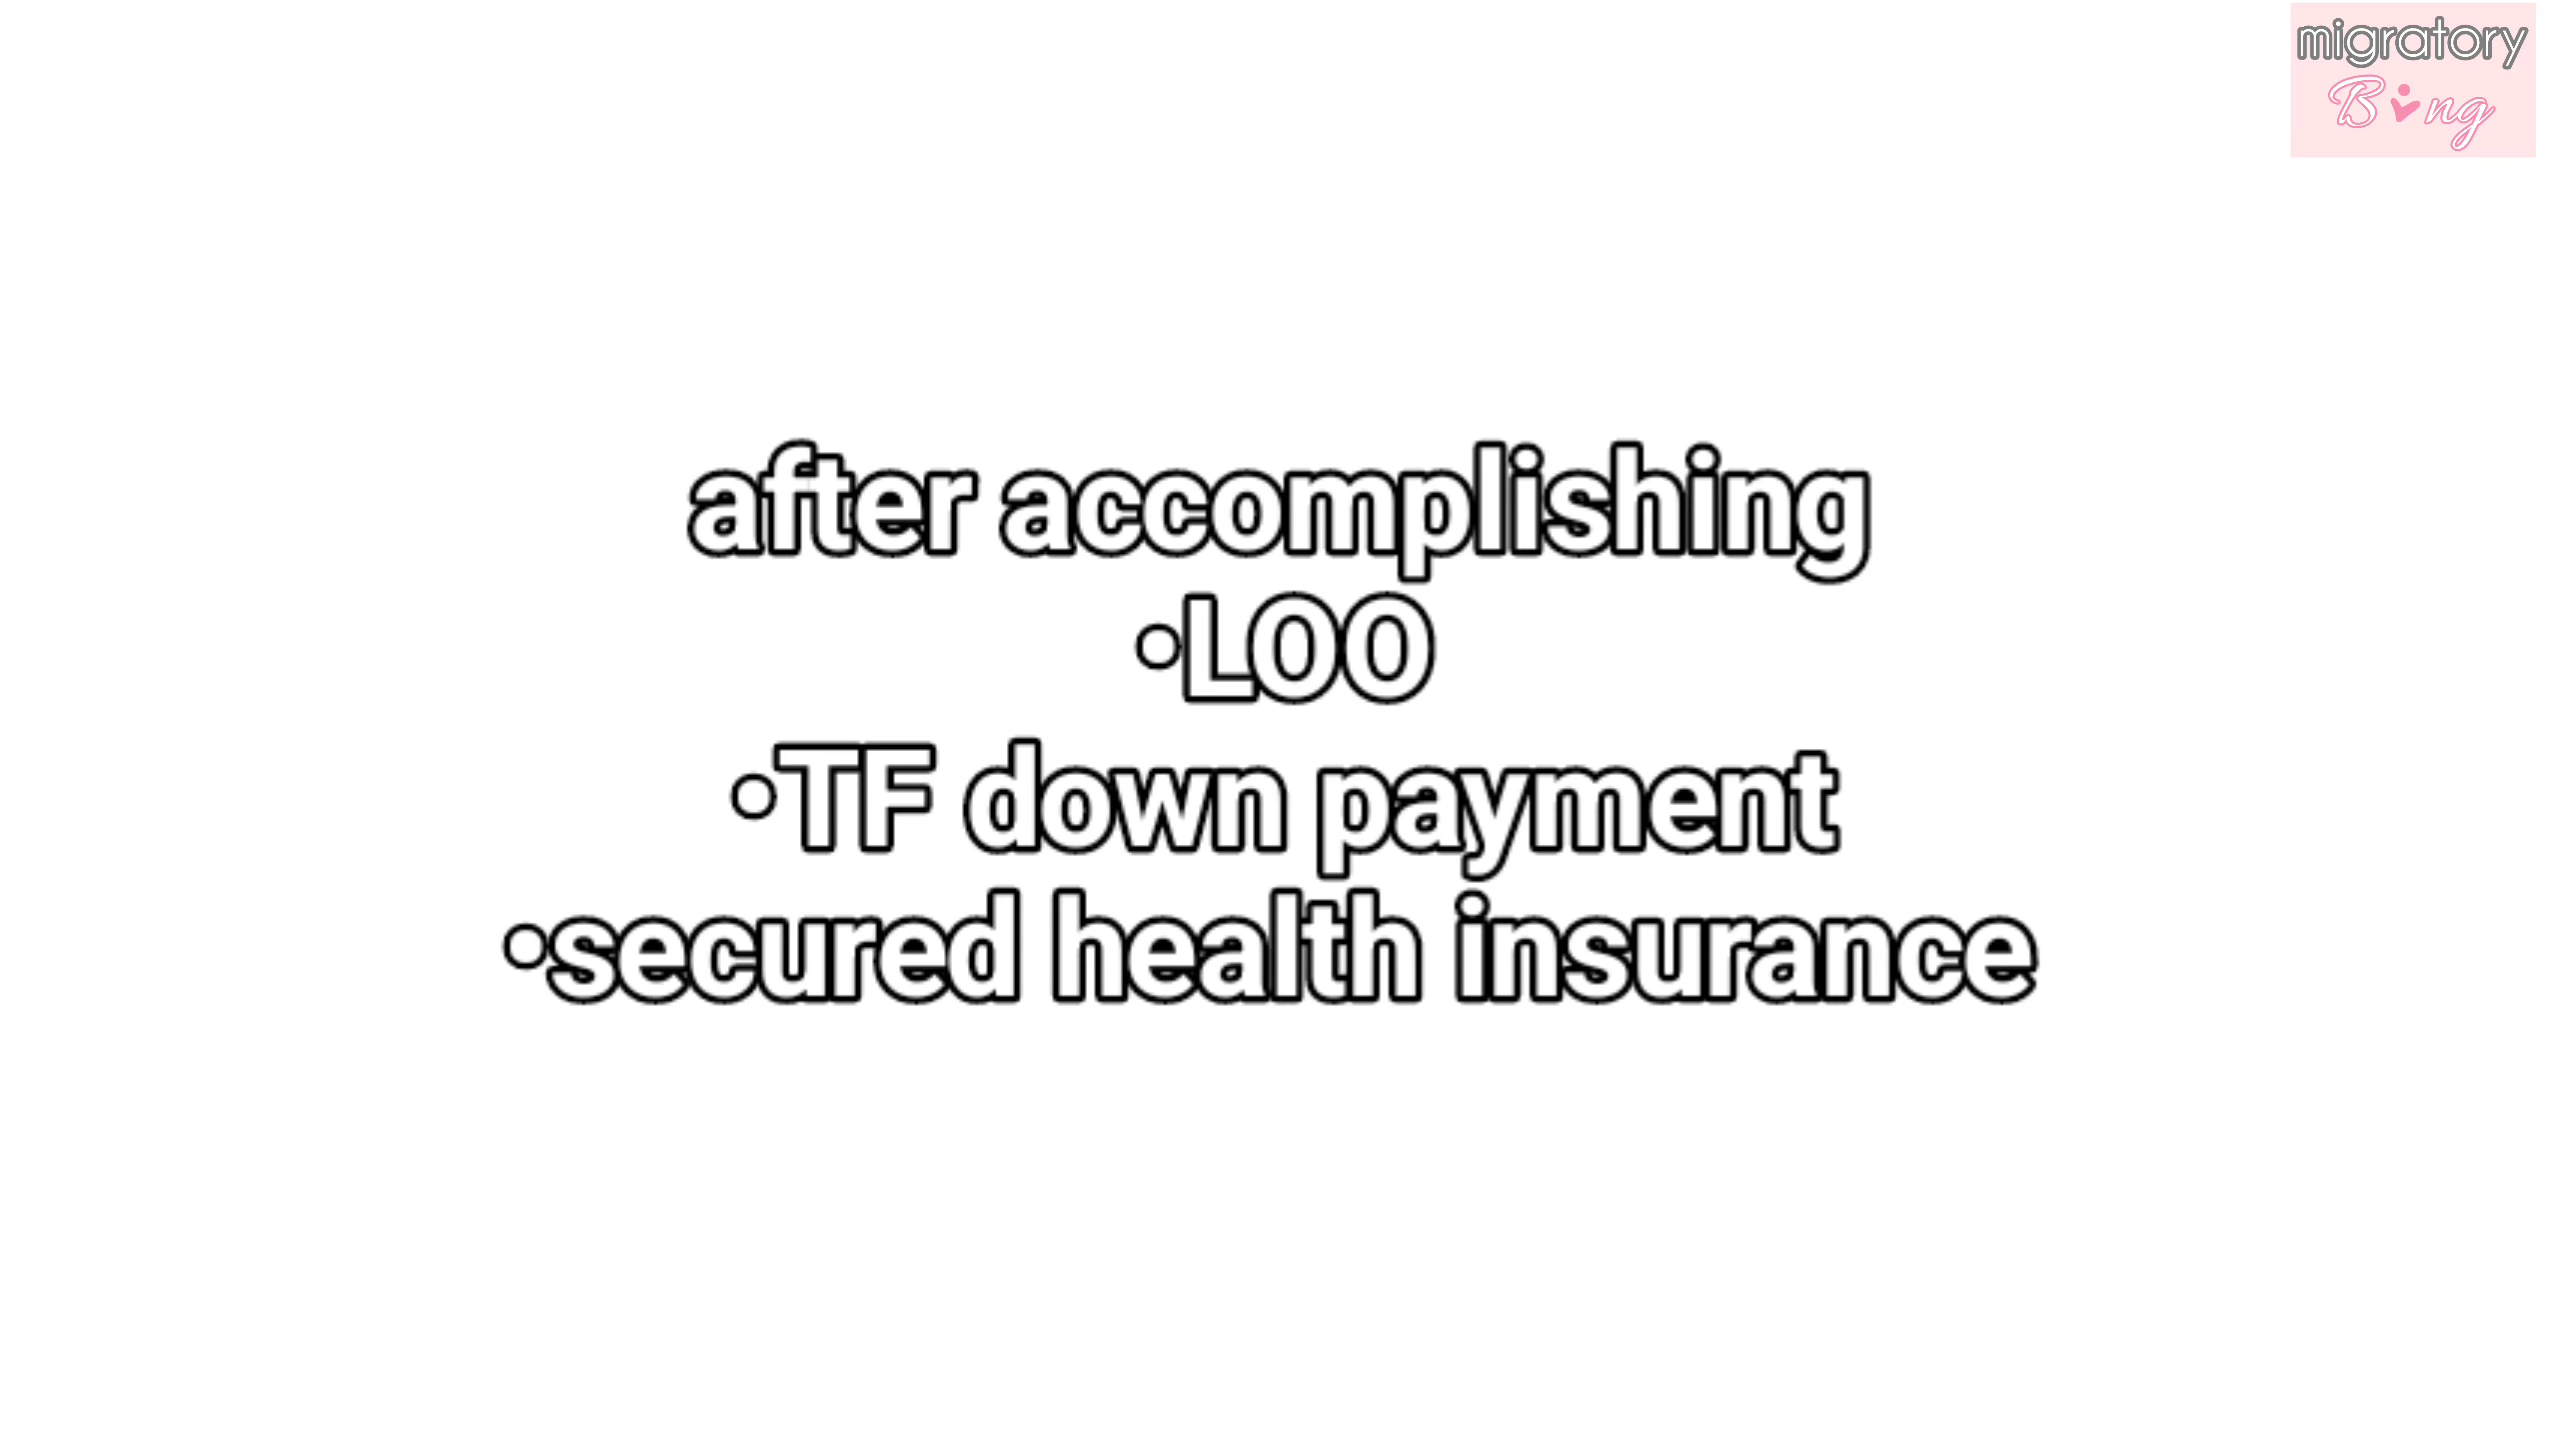 migratory
Bing
after accomplishing
•LOO
•TF down payment
•secured health insurance